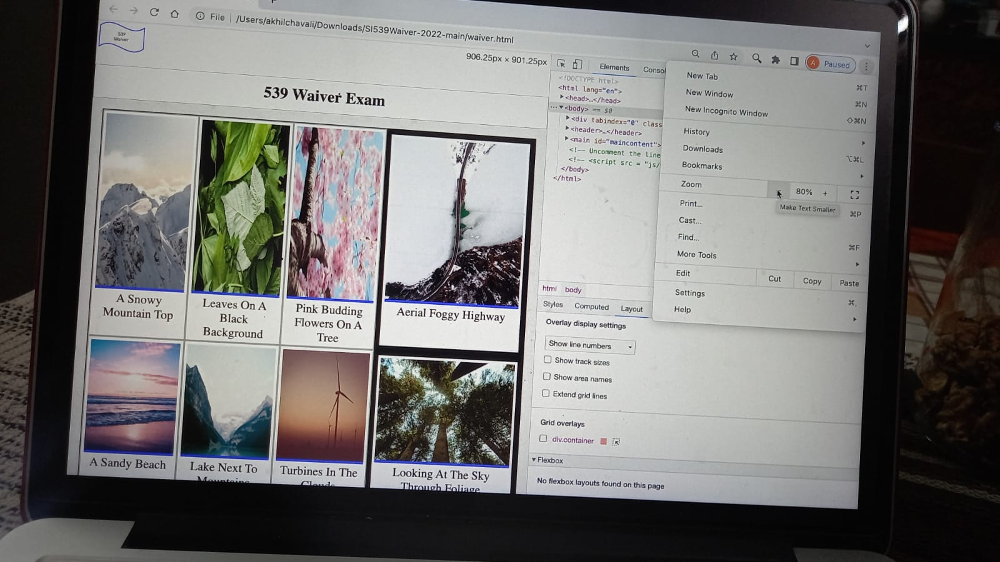 File | /Users/akhilchavali/Downloads/SI539Waiver-2022-main/waiver.html
A Paused
539
Waiver
906.25px × 901.25px
539 Waiver Exam
A Snowy
Mountain Top
Leaves On A
Black
Background
Pink Budding
Flowers On A
Tree
Aerial Foggy Highway
A Sandy Beach
Lake Next To
Mountains
Turbines In The
Clouds
Looking At The Sky
Through Foliage
Elements
<!DOCTYPE html>
<html lang="en">
<head>…</head>
<body> == $0
<div tabindex="0" class
<header>…</header>
<main id="maincontent">
<!-- Uncomment the line
<!-- <script src = "js/
</body>
</html>
html body
Styles Computed Layout
Overlay display settings
Show line numbers
Show track sizes
Show area names
Extend grid lines
Grid overlays
div.container
Flexbox
No flexbox layouts found on this page
New Tab ⌘T
New Window ⌘N
New Incognito Window ⇧⌘N
History
Downloads ⌥⌘L
Bookmarks
Zoom 80% +
Make Text Smaller
Print... ⌘P
Cast...
Find... ⌘F
More Tools
Edit Cut Copy Paste
Settings ⌘,
Help